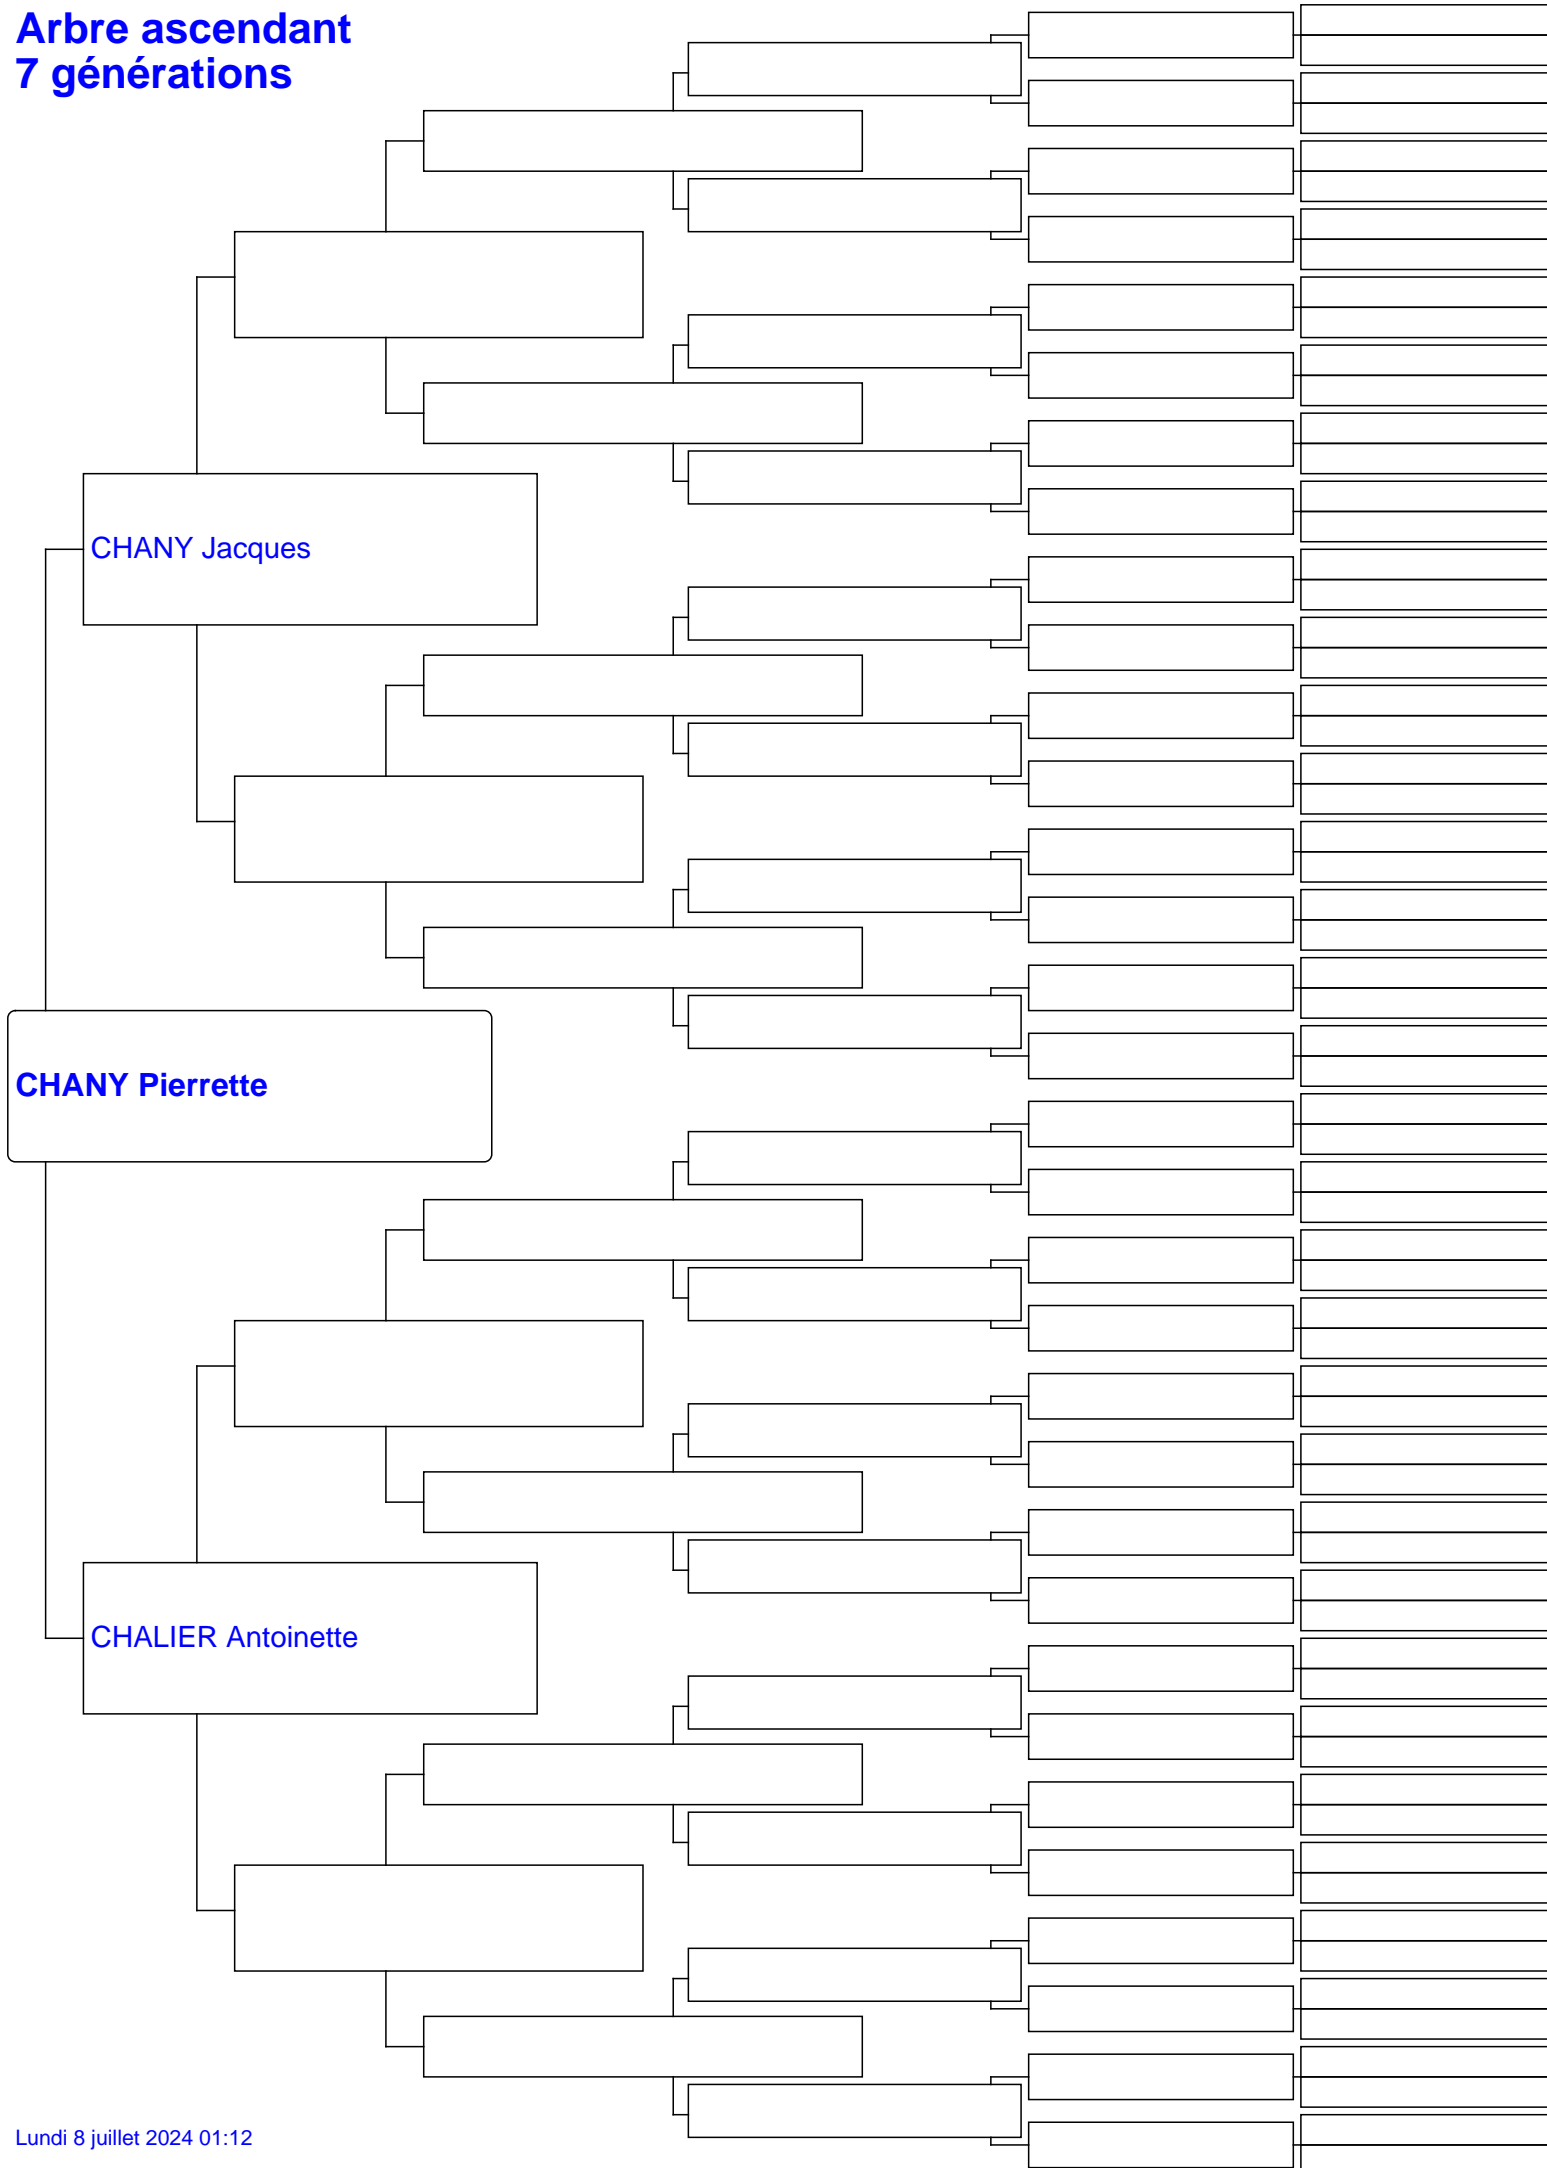 Arbre ascendant
7 générations
CHANY Jacques
CHANY Pierrette
CHALIER Antoinette
Lundi 8 juillet 2024 01:12